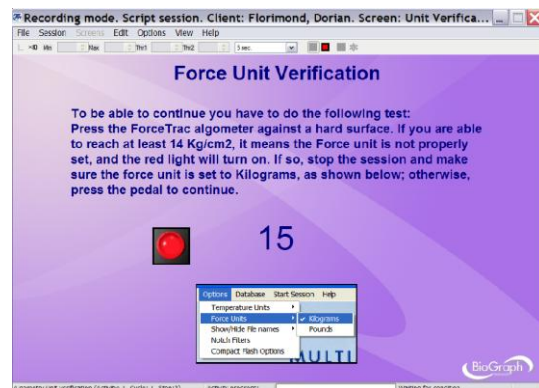 Recording mode. Script session. Client: Florimond, Dorian. Screen: Unit Verifica...
File Session Screens Edit Options View Help
Min Max Thr1 Thr2 5 sec.
Force Unit Verification
To be able to continue you have to do the following test:
Press the ForceTrac algometer against a hard surface. If you are able
to reach at least 14 Kg/cm2, it means the Force unit is not properly
set, and the red light will turn on. If so, stop the session and make
sure the force unit is set to Kilograms, as shown below; otherwise,
press the pedal to continue.
15
Options Database Start Session Help
Temperature Units
Force Units Kilograms
Show/Hide File names Pounds
Notch Filters
Compact Flash Options
MULTI
BioGraph